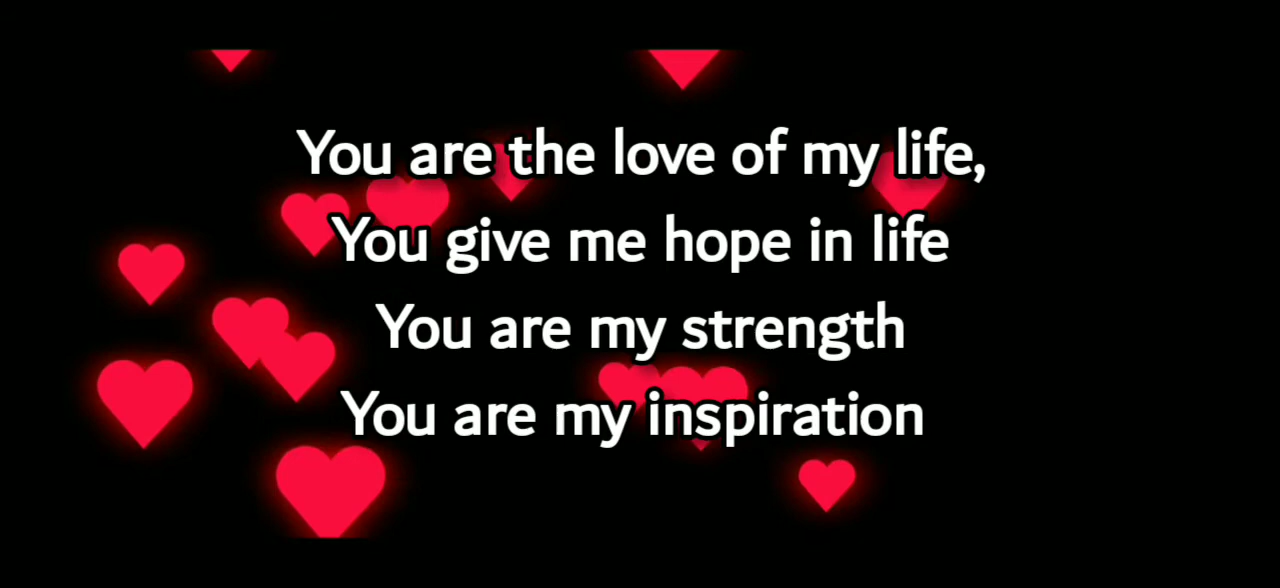 You are the love of my life,
You give me hope in life
You are my strength
You are my inspiration